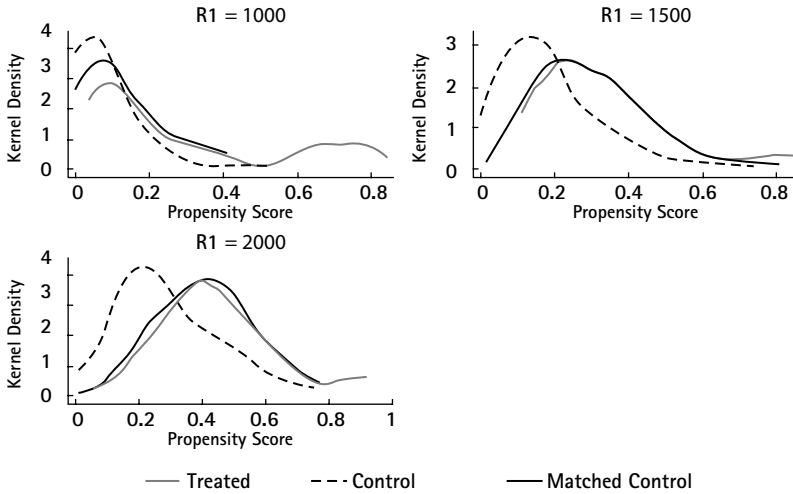 R1 = 1000
Kernel Density
4
3
2
1
0
0 0.2 0.4 0.6 0.8
Propensity Score
R1 = 1500
Kernel Density
3
2
1
0
0 0.2 0.4 0.6 0.8
Propensity Score
R1 = 2000
Kernel Density
4
3
2
1
0
0 0.2 0.4 0.6 0.8 1
Propensity Score
Treated Control Matched Control